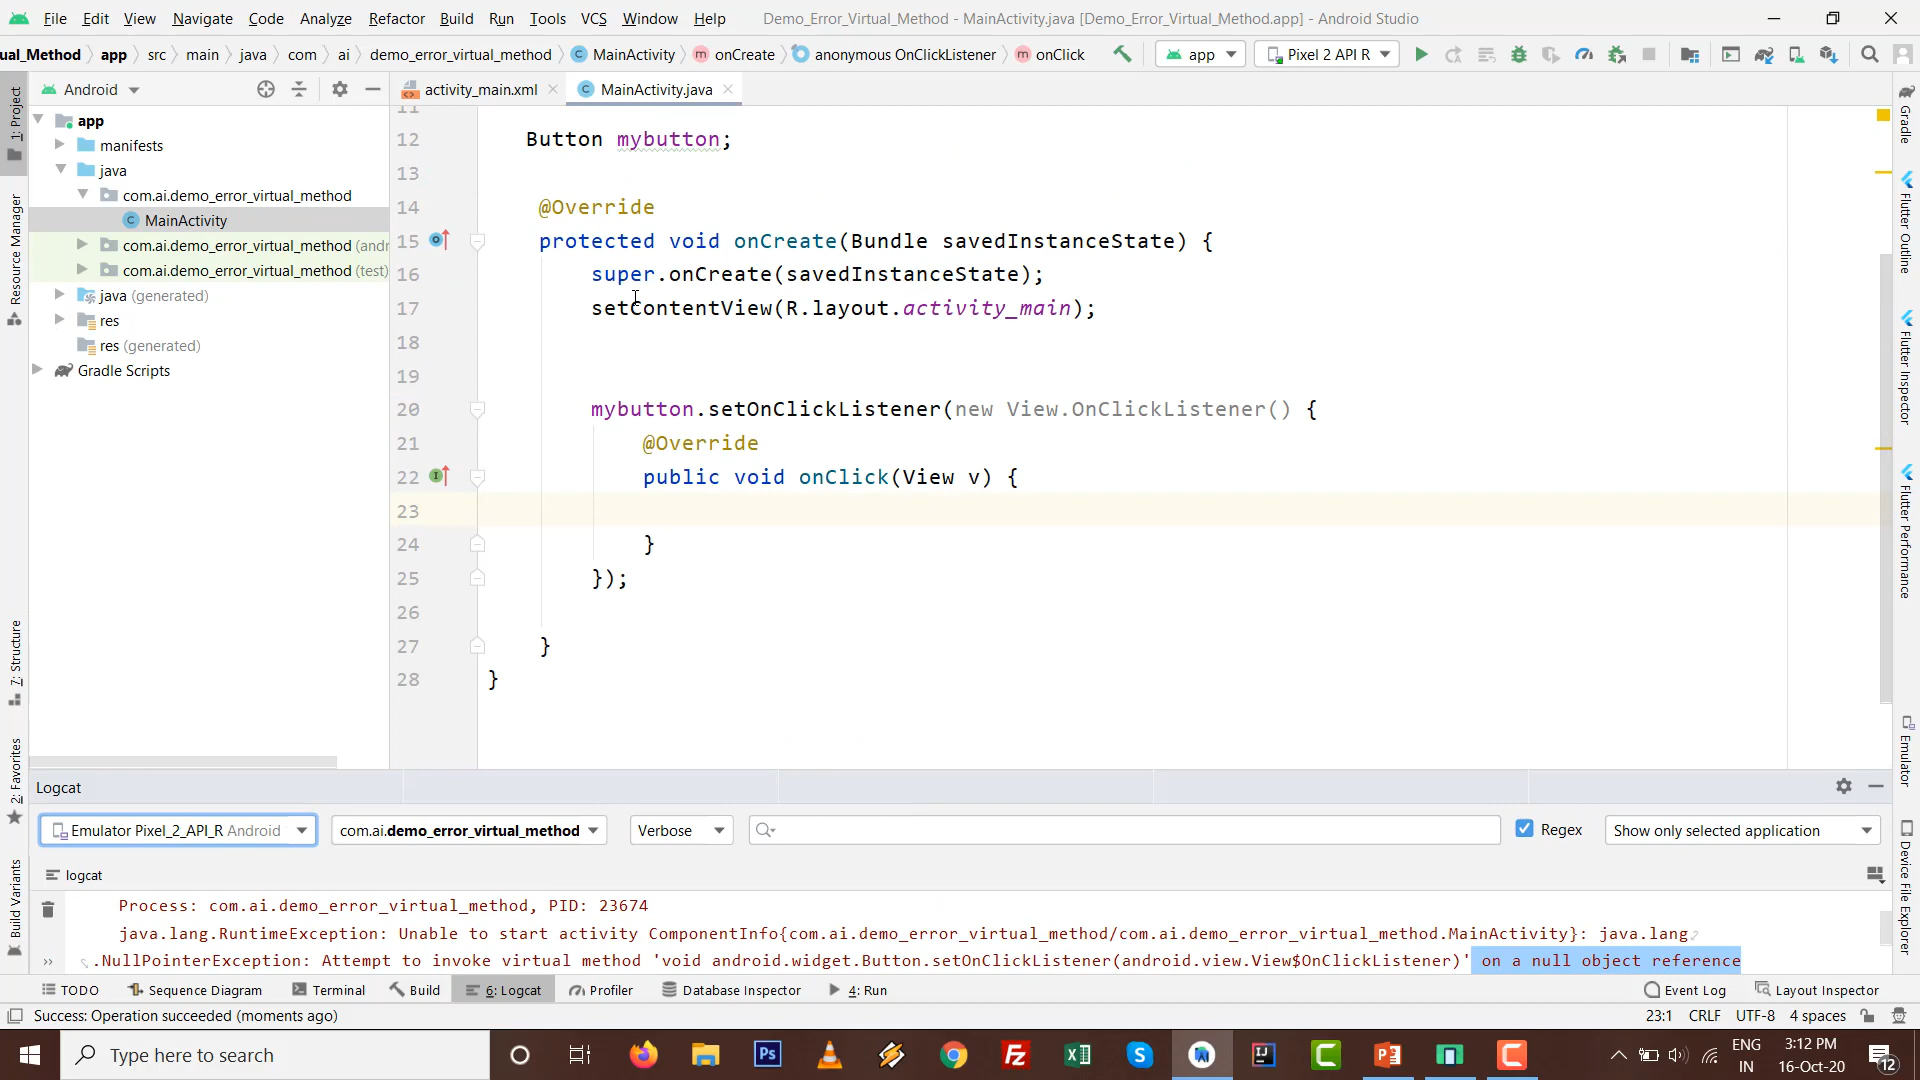 File Edit View Navigate Code Analyze Refactor Build Run Tools VCS Window Help Demo_Error_Virtual_Method - MainActivity.java [Demo_Error_Virtual_Method.app] - Android Studio
ual_Method app src main java com ai demo_error_virtual_method MainActivity onCreate anonymous OnClickListener onClick app Pixel 2 API R
Android activity_main.xml MainActivity.java
app
manifests
java
com.ai.demo_error_virtual_method
MainActivity
com.ai.demo_error_virtual_method (andr
com.ai.demo_error_virtual_method (test)
java (generated)
res
res (generated)
Gradle Scripts
1: Project
Resource Manager
7: Structure
2: Favorites
Build Variants
11
12 Button mybutton;
13
14 @Override
15 protected void onCreate(Bundle savedInstanceState) {
16 super.onCreate(savedInstanceState);
17 setContentView(R.layout.activity_main);
18
19
20 mybutton.setOnClickListener(new View.OnClickListener() {
21 @Override
22 public void onClick(View v) {
23
24 }
25 });
26
27 }
28 }
Gradle
Flutter Outline
Flutter Inspector
Flutter Performance
Emulator
Device File Explorer
Logcat
Emulator Pixel_2_API_R Android com.ai.demo_error_virtual_method Verbose Regex Show only selected application
logcat
Process: com.ai.demo_error_virtual_method, PID: 23674
java.lang.RuntimeException: Unable to start activity ComponentInfo{com.ai.demo_error_virtual_method/com.ai.demo_error_virtual_method.MainActivity}: java.lang
.NullPointerException: Attempt to invoke virtual method 'void android.widget.Button.setOnClickListener(android.view.View$OnClickListener)' on a null object reference
TODO Sequence Diagram Terminal Build 6: Logcat Profiler Database Inspector 4: Run Event Log Layout Inspector
Success: Operation succeeded (moments ago) 23:1 CRLF UTF-8 4 spaces
Type here to search
Ps
Fz
ENG
IN
3:12 PM
16-Oct-20
12